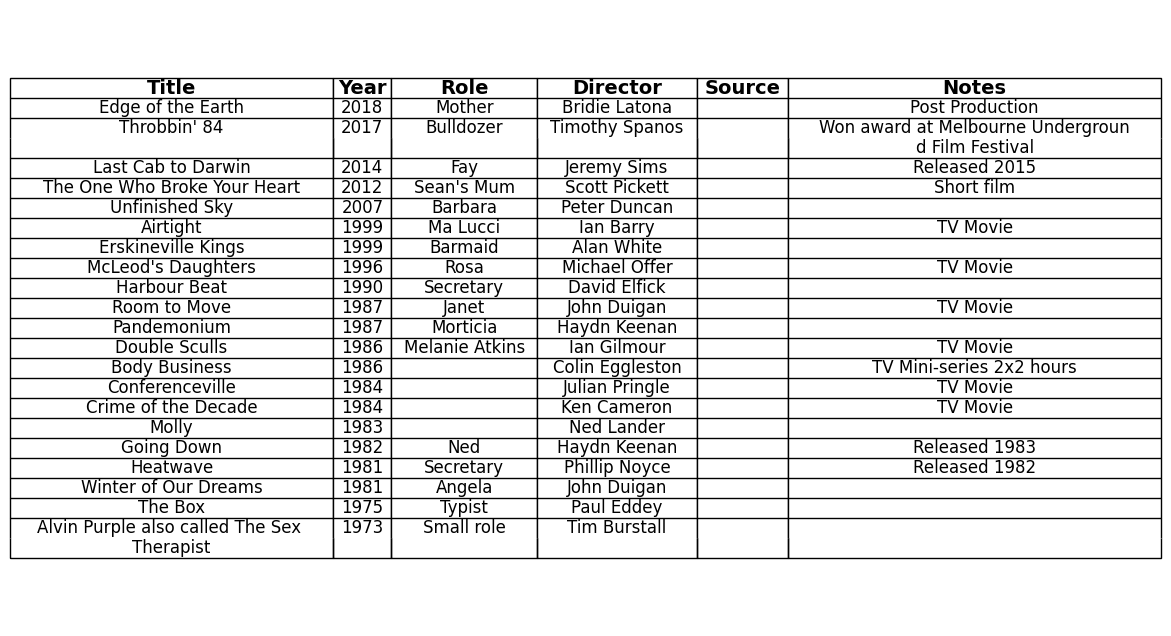 Title Year Role Director Source Notes
Edge of the Earth 2018 Mother Bridie Latona Post Production
Throbbin' 84 2017 Bulldozer Timothy Spanos Won award at Melbourne Undergroun
d Film Festival
Last Cab to Darwin 2014 Fay Jeremy Sims Released 2015
The One Who Broke Your Heart 2012 Sean's Mum Scott Pickett Short film
Unfinished Sky 2007 Barbara Peter Duncan
Airtight 1999 Ma Lucci Ian Barry TV Movie
Erskineville Kings 1999 Barmaid Alan White
McLeod's Daughters 1996 Rosa Michael Offer TV Movie
Harbour Beat 1990 Secretary David Elfick
Room to Move 1987 Janet John Duigan TV Movie
Pandemonium 1987 Morticia Haydn Keenan
Double Sculls 1986 Melanie Atkins Ian Gilmour TV Movie
Body Business 1986 Colin Eggleston TV Mini-series 2x2 hours
Conferenceville 1984 Julian Pringle TV Movie
Crime of the Decade 1984 Ken Cameron TV Movie
Molly 1983 Ned Lander
Going Down 1982 Ned Haydn Keenan Released 1983
Heatwave 1981 Secretary Phillip Noyce Released 1982
Winter of Our Dreams 1981 Angela John Duigan
The Box 1975 Typist Paul Eddey
Alvin Purple also called The Sex 1973 Small role Tim Burstall
Therapist